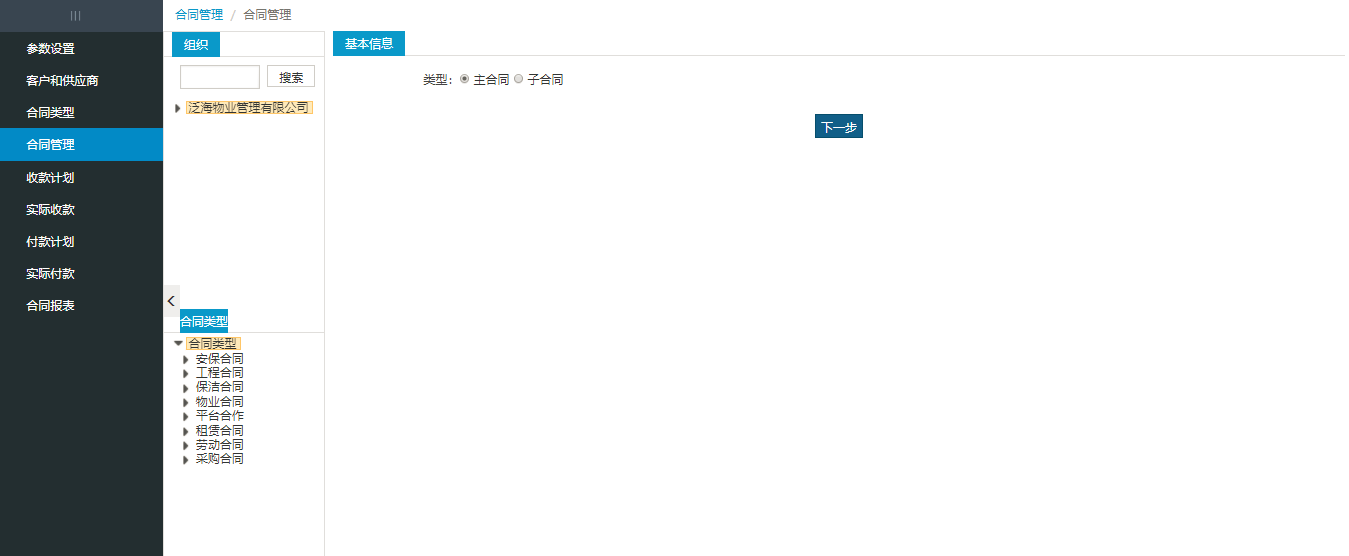 参数设置
客户和供应商
合同类型
合同管理
收款计划
实际收款
付款计划
实际付款
合同报表
合同管理 / 合同管理
组织
搜索
泛海物业管理有限公司
合同类型
合同类型
安保合同
工程合同
保洁合同
物业合同
平台合作
租赁合同
劳动合同
采购合同
基本信息
类型: 主合同 子合同
下一步